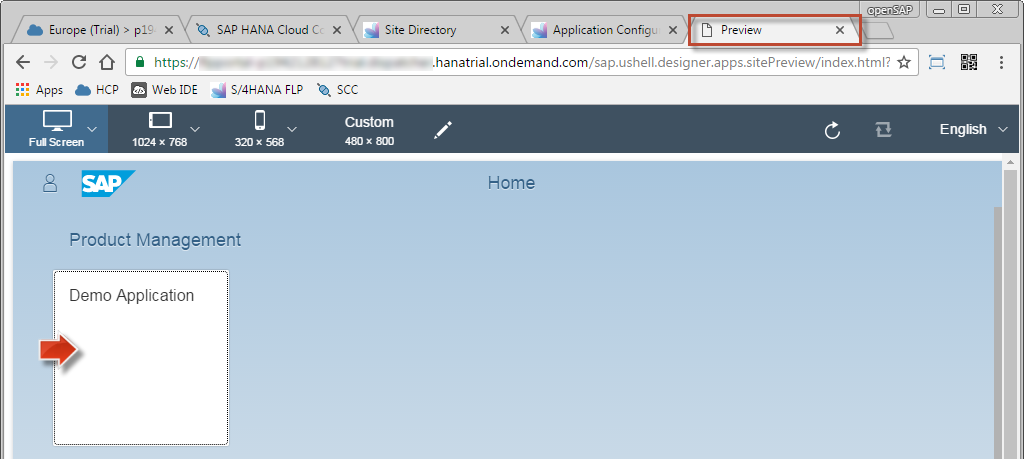 openSAP
Europe (Trial) > p19
SAP HANA Cloud Co
Site Directory
Application Configu
Preview
https://
.hanatrial.ondemand.com/sap.ushell.designer.apps.sitePreview/index.html?
Apps HCP Web IDE S/4HANA FLP SCC
Full Screen
1024 × 768
320 × 568
Custom
480 × 800
English
SAP
Home
Product Management
Demo Application